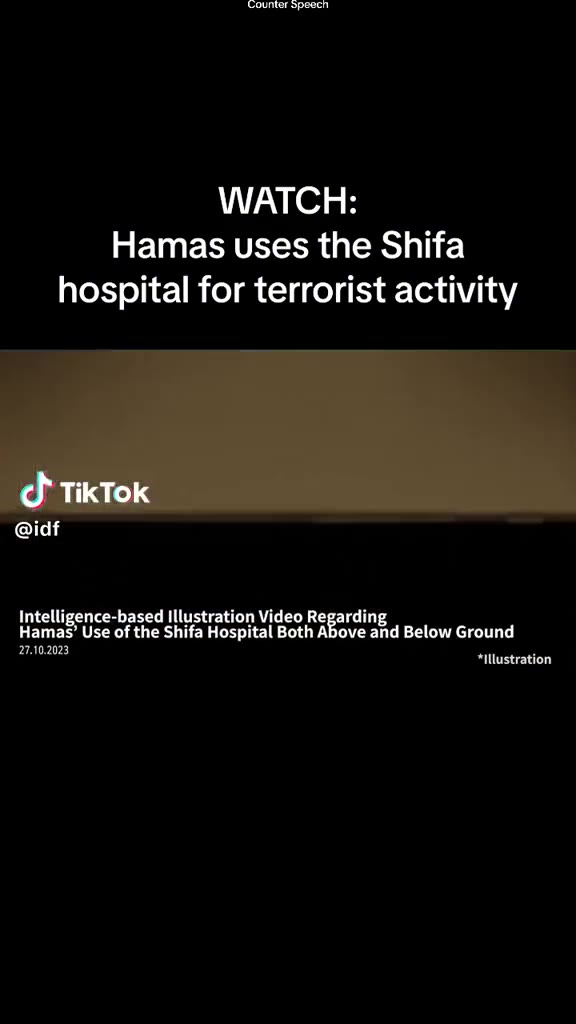 Counter Speech
WATCH:
Hamas uses the Shifa
hospital for terrorist activity
TikTok
@idf
Intelligence-based Illustration Video Regarding
Hamas' Use of the Shifa Hospital Both Above and Below Ground
27.10.2023
*Illustration